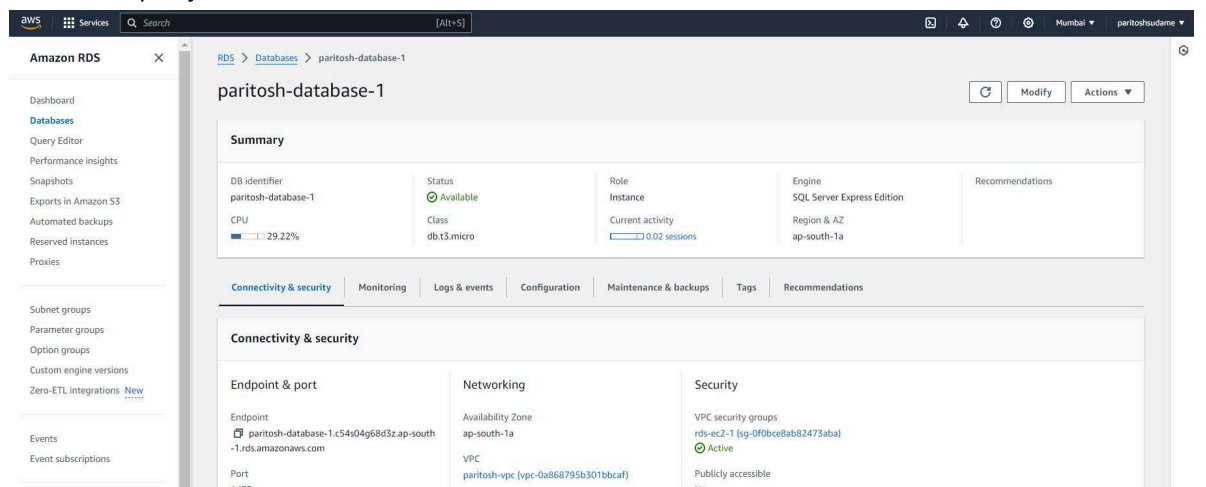 aws Services Search [Alt+S] Mumbai ▼ paritoshsudame ▼
Amazon RDS X
Dashboard
Databases
Query Editor
Performance insights
Snapshots
Exports in Amazon S3
Automated backups
Reserved instances
Proxies
Subnet groups
Parameter groups
Option groups
Custom engine versions
Zero-ETL integrations New
Events
Event subscriptions
RDS > Databases > paritosh-database-1
paritosh-database-1
Modify Actions ▼
Summary
DB identifier
paritosh-database-1
Status
Available
Role
Instance
Engine
SQL Server Express Edition
Recommendations
CPU
29.22%
Class
db.t3.micro
Current activity
0.02 sessions
Region & AZ
ap-south-1a
Connectivity & security Monitoring Logs & events Configuration Maintenance & backups Tags Recommendations
Connectivity & security
Endpoint & port
Endpoint
paritosh-database-1.c54s04g68d3z.ap-south
-1.rds.amazonaws.com
Port
Networking
Availability Zone
ap-south-1a
VPC
paritosh-vpc (vpc-0a868795b301bbcaf)
Security
VPC security groups
rds-ec2-1 (sg-0f0bce8ab82473aba)
Active
Publicly accessible